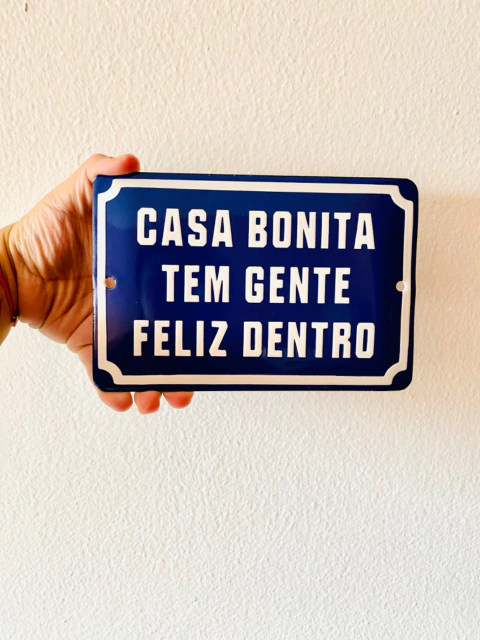 CASA BONITA
TEM GENTE
FELIZ DENTRO